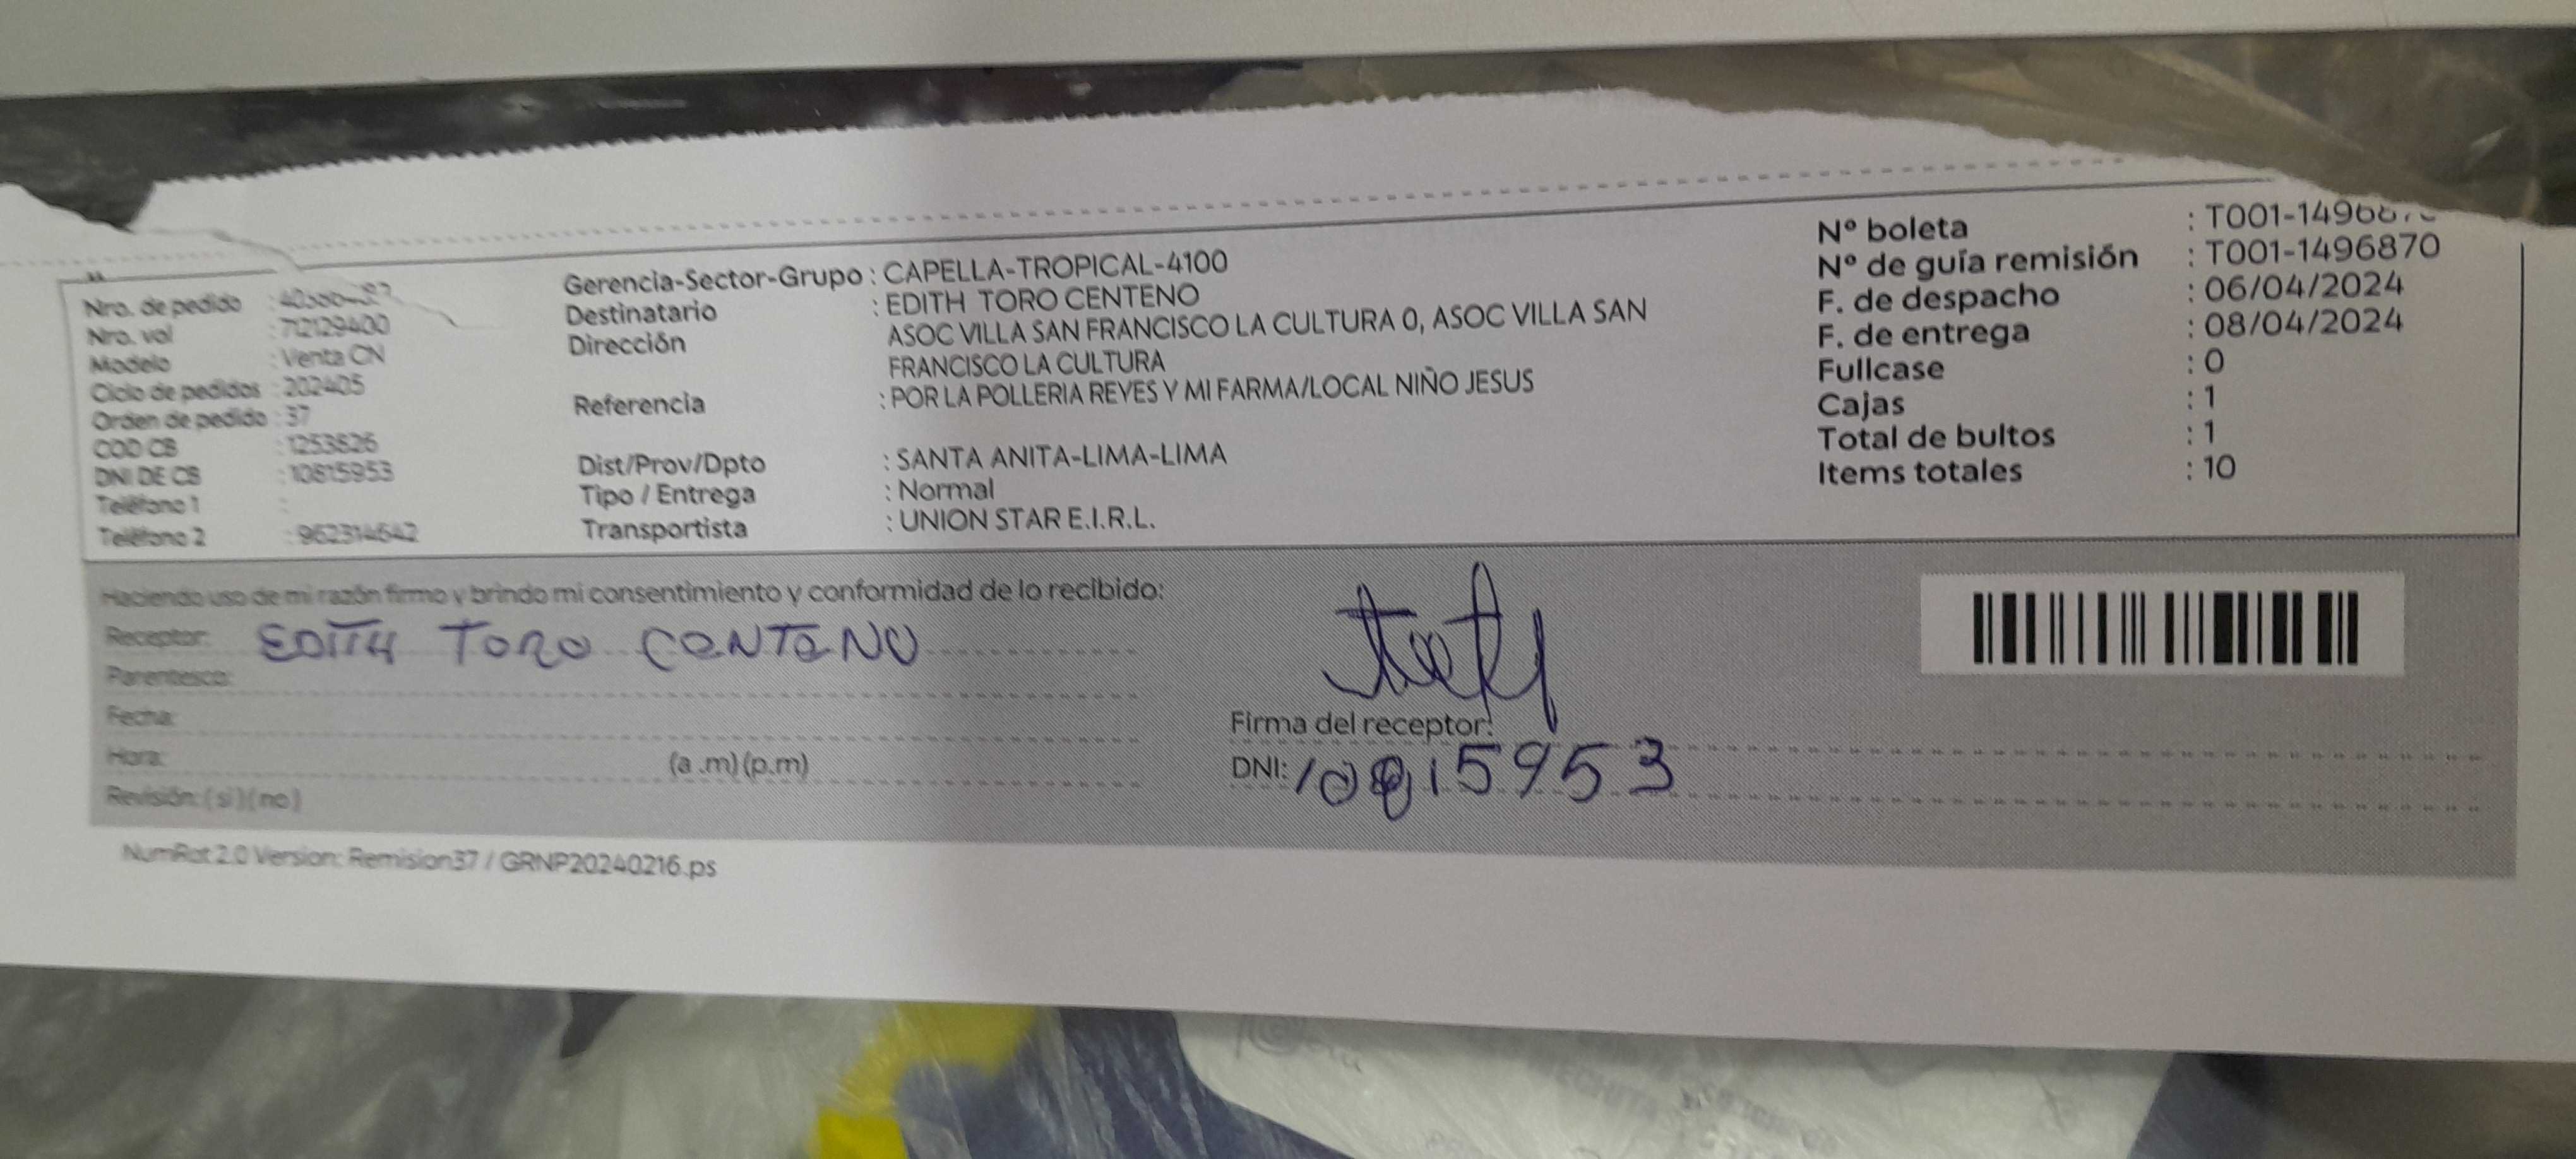 Nº boleta : T001-14968
Nro. de pedido
Nro. vol : 712129400
Modelo : Venta CN
Ciclo de pedidos : 202405
Orden de pedido : 37
COD CB : 1253526
DNI DE CB : 10815953
Teléfono 1 :
Teléfono 2 : 962314642
Gerencia-Sector-Grupo : CAPELLA-TROPICAL-4100
Destinatario : EDITH TORO CENTENO
Dirección ASOC VILLA SAN FRANCISCO LA CULTURA 0, ASOC VILLA SAN
FRANCISCO LA CULTURA
Referencia : POR LA POLLERIA REYES Y MI FARMA/LOCAL NIÑO JESUS
Dist/Prov/Dpto : SANTA ANITA-LIMA-LIMA
Tipo / Entrega : Normal
Transportista : UNION STAR E.I.R.L.
Nº de guía remisión : T001-1496870
F. de despacho : 06/04/2024
F. de entrega : 08/04/2024
Fullcase : 0
Cajas : 1
Total de bultos : 1
Items totales : 10
Haciendo uso de mi razón firmo y brindo mi consentimiento y conformidad de lo recibido:
Receptor: EDITH TORO CENTENO
Parentesco:
Fecha:
Hora: (a .m) (p.m)
Revisión: ( si ) ( no )
Firma del receptor:
DNI: 10815953
NumRot 2.0 Version: Remision37 / GRNP20240216.ps